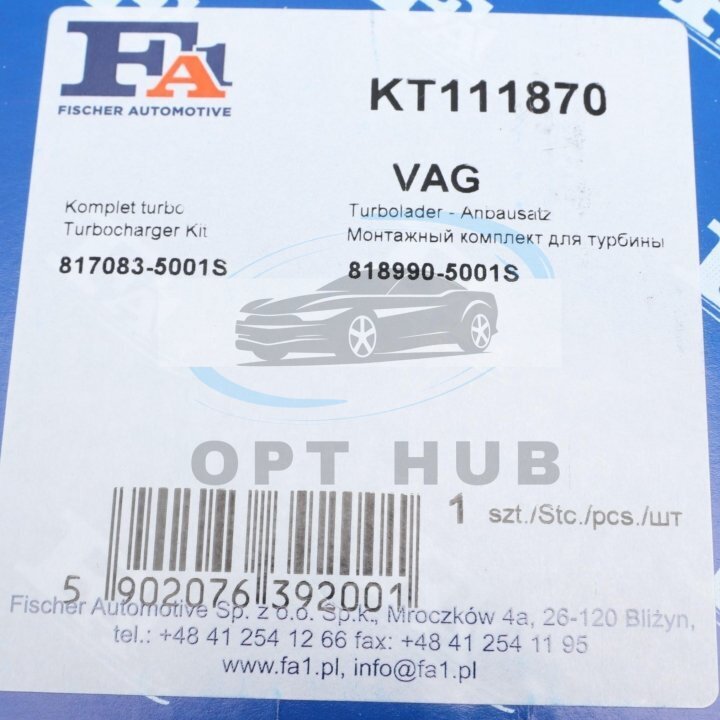 FA1
FISCHER AUTOMOTIVE
KT111870
VAG
Komplet turbo
Turbocharger Kit
Turbolader - Anbausatz
Монтажный комплект для турбины
817083-5001S
818990-5001S
OPT HUB
1 szt./Stc./pcs./шт
5 902076 392001
Fischer Automotive Sp. z o.o. Sp.k., Mroczków 4a, 26-120 Bliżyn,
tel.: +48 41 254 12 66 fax: +48 41 254 11 95
www.fa1.pl, info@fa1.pl